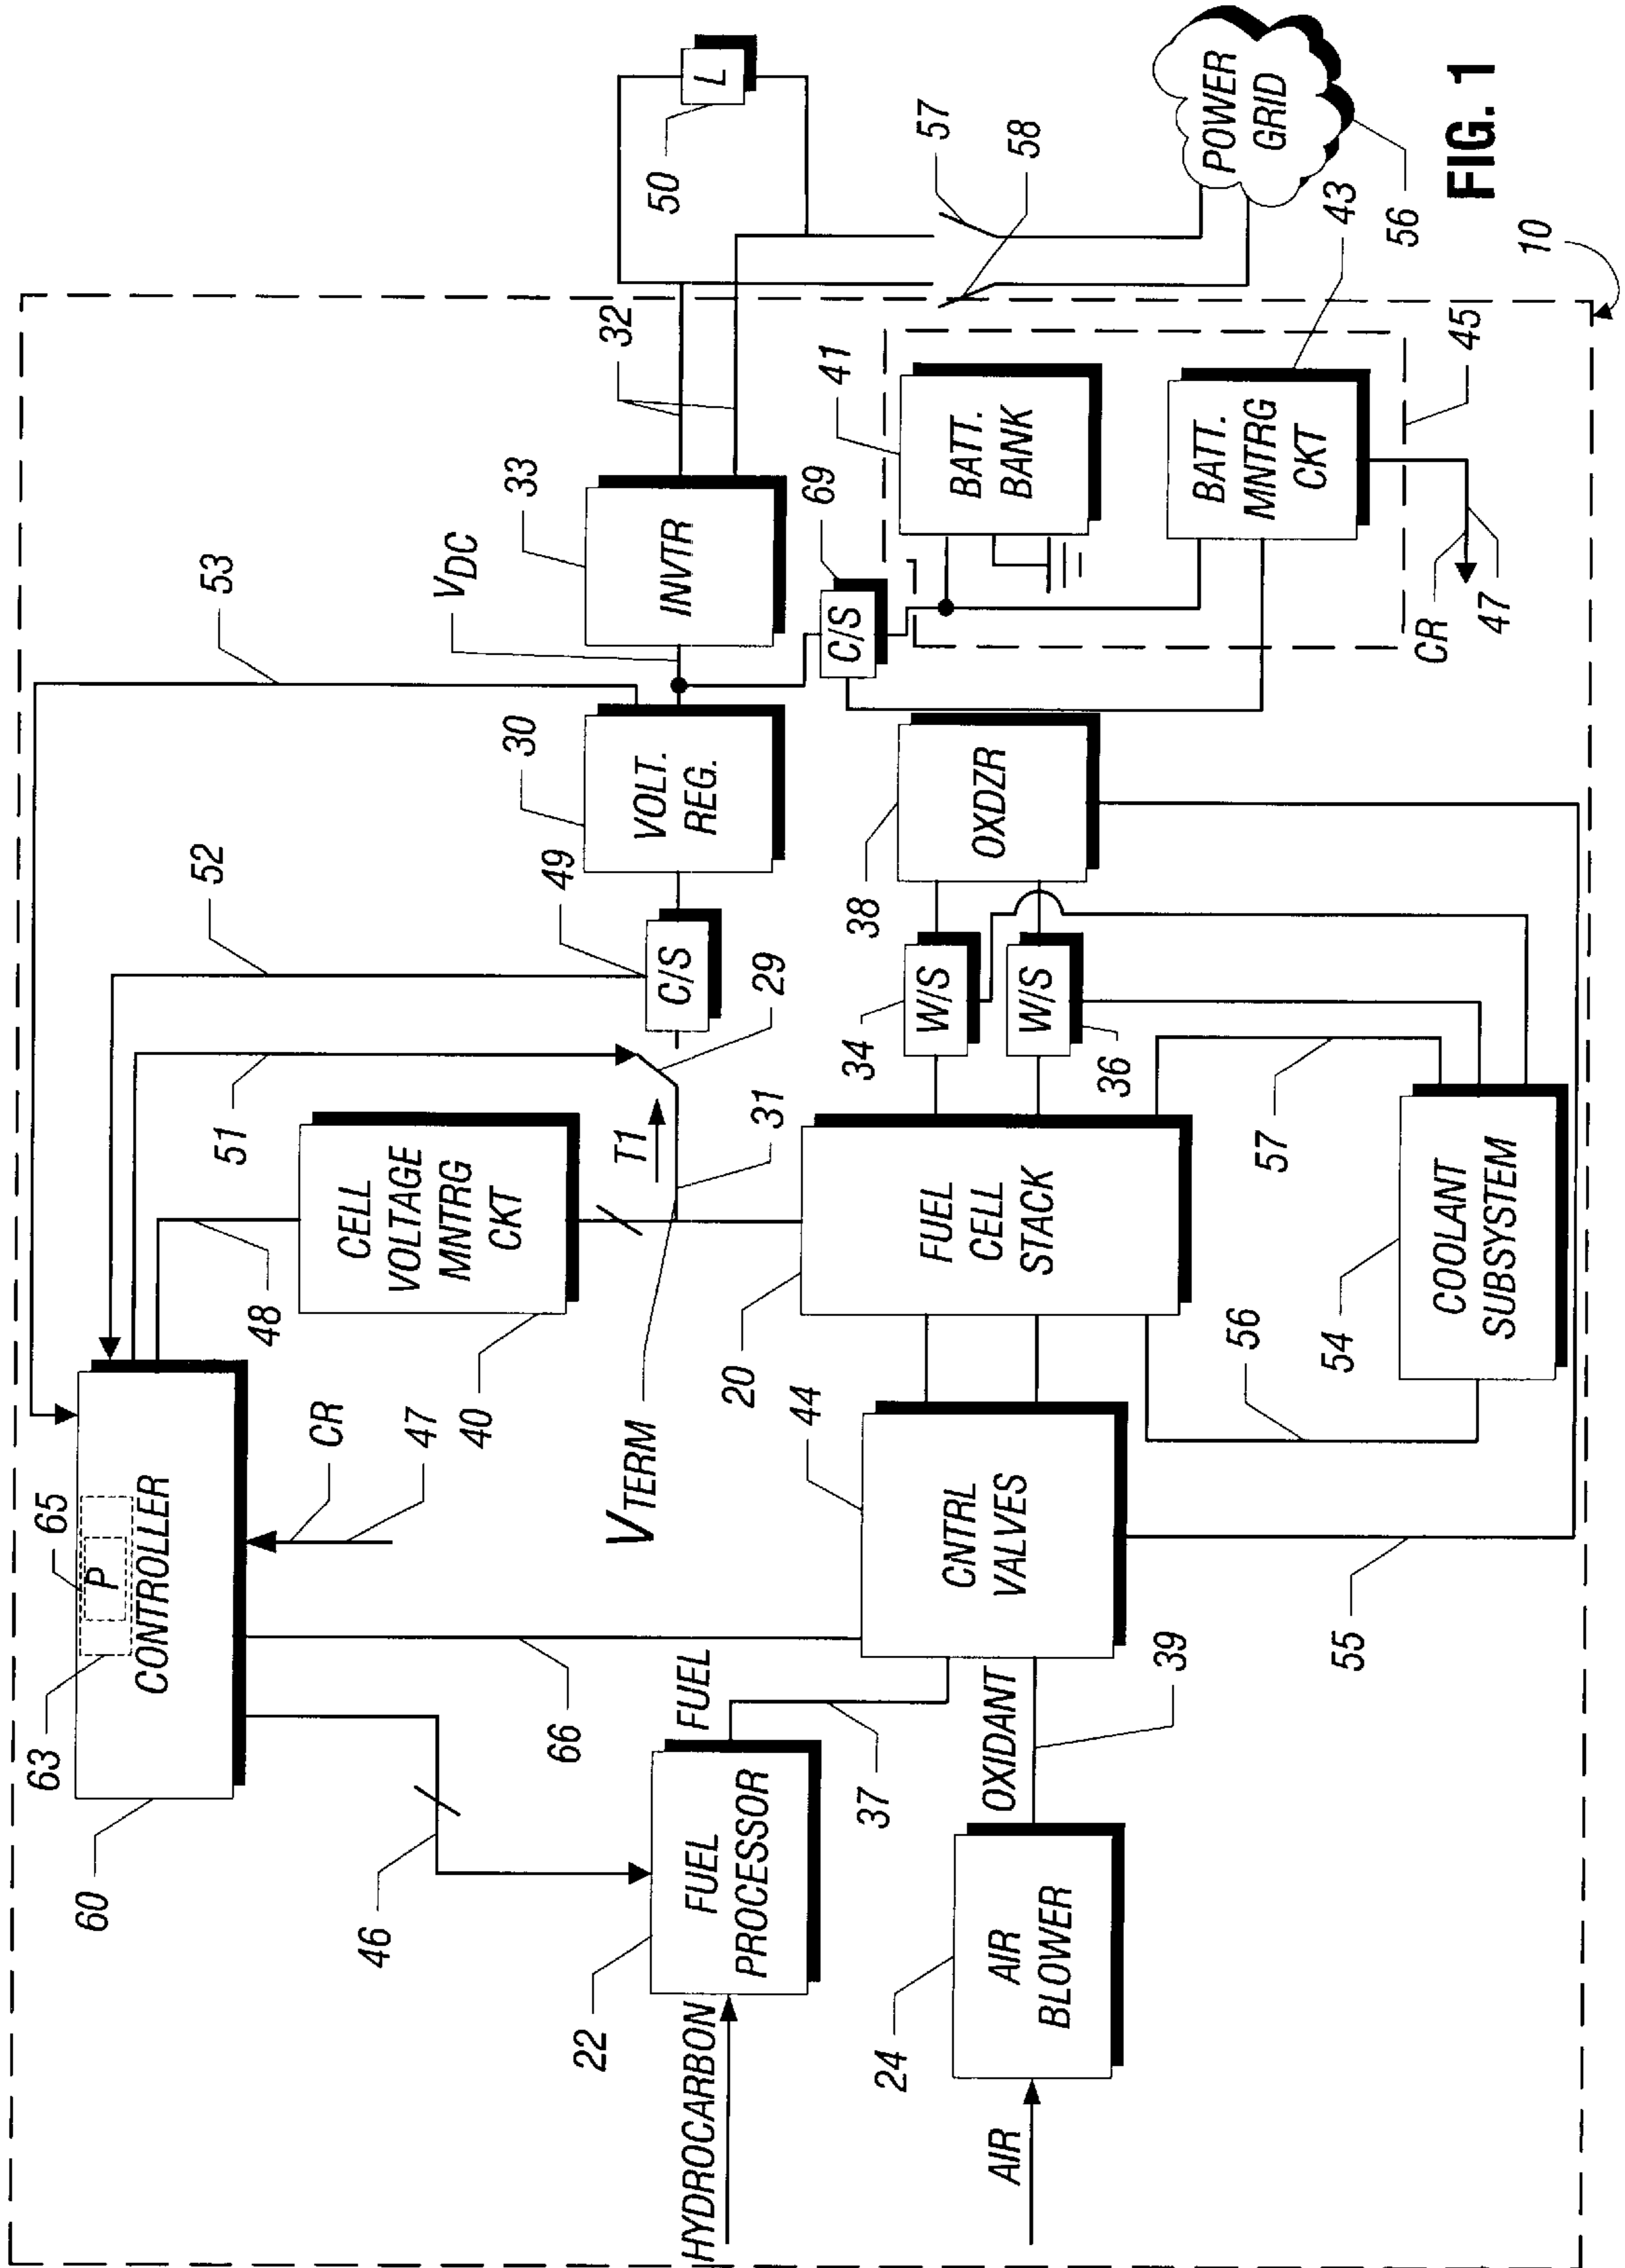 53
52
51
48
60
63
65
P
CONTROLLER
CR
47
46
66
CELL
VOLTAGE
MNTRG
CKT
40
T1
31
29
VTERM
49
C/S
30
VOLT.
REG.
VDC
33
INVTR
32
50
L
HYDROCARBON
22
FUEL
PROCESSOR
FUEL
37
AIR
24
AIR
BLOWER
OXIDANT
39
44
CNTRL
VALVES
20
FUEL
CELL
STACK
34
W/S
W/S
36
38
OXDZR
69
C/S
41
BATT.
BANK
BATT.
MNTRG
CKT
43
45
CR
47
57
58
POWER
GRID
56
55
56
54
COOLANT
SUBSYSTEM
57
10
FIG. 1